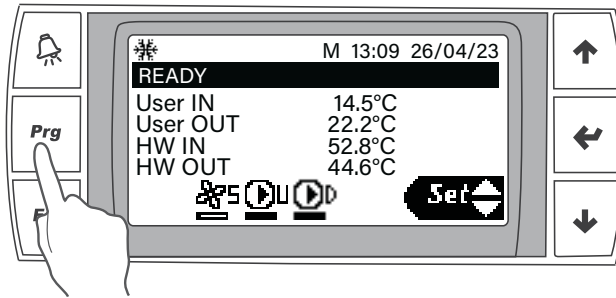 M 13:09 26/04/23
READY
User IN 14.5°C
User OUT 22.2°C
HW IN 52.8°C
HW OUT 44.6°C
S U D
Set
Prg